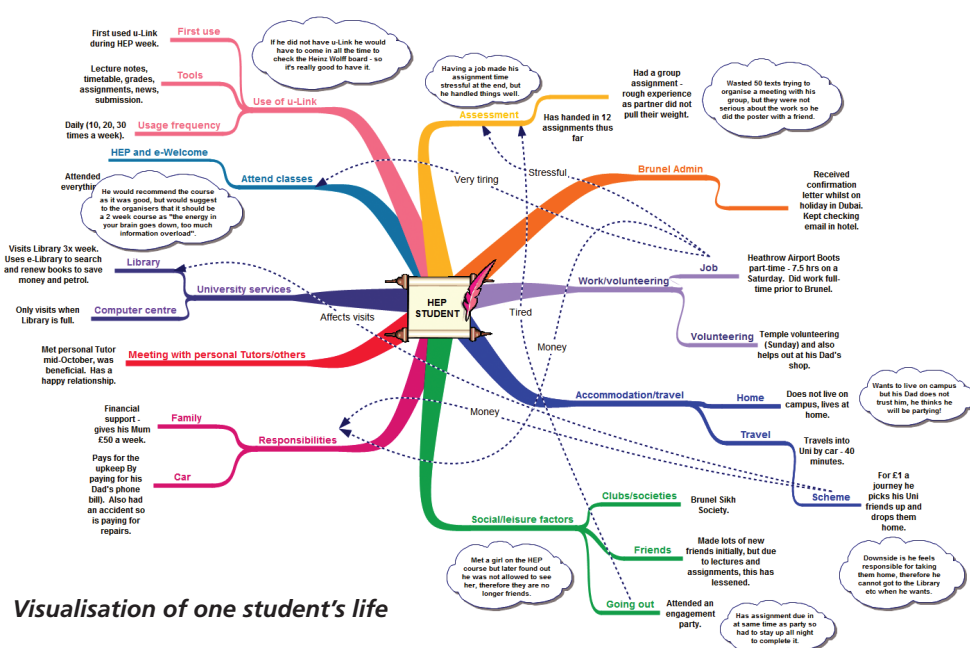 First use
First used u-Link
during HEP week.
Tools
Lecture notes,
timetable, grades,
assignments, news,
submission.
Usage frequency
Daily (10, 20, 30
times a week).
Use of u-Link
If he did not have u-Link he would
have to come in all the time to
check the Heinz Wolff board - so
it's really good to have it.
HEP and e-Welcome
Attended
everythin
Attend classes
He would recommend the course
as it was good, but would suggest
to the organisers that it should be
a 2 week course as "the energy in
your brain goes down, too much
information overload".
Library
Visits Library 3x week.
Uses e-Library to search
and renew books to save
money and petrol.
University services
Computer centre
Only visits when
Library is full.
Meeting with personal Tutors/others
Met personal Tutor
mid-October, was
beneficial. Has a
happy relationship.
Family
Financial
support -
gives his Mum
£50 a week.
Responsibilities
Car
Pays for the
upkeep By
paying for his
Dad's phone
bill). Also had
an accident so
is paying for
repairs.
HEP
STUDENT
Having a job made his
assignment time
stressful at the end, but
he handled things well.
Assessment
Had a group
assignment -
rough experience
as partner did not
pull their weight.
Has handed in 12
assignments thus
far
Wasted 50 texts trying to
organise a meeting with his
group, but they were not
serious about the work so he
did the poster with a friend.
Brunel Admin
Received
confirmation
letter whilst on
holiday in Dubai.
Kept checking
email in hotel.
Very tiring
Stressful
Work/volunteering
Job
Heathrow Airport Boots
part-time - 7.5 hrs on a
Saturday. Did work full-
time prior to Brunel.
Volunteering
Temple volunteering
(Sunday) and also
helps out at his Dad's
shop.
Affects visits
Tired
Money
Money
Accommodation/travel
Home
Does not live on
campus, lives at
home.
Wants to live on campus
but his Dad does not
trust him, he thinks he
will be partying!
Travel
Travels into
Uni by car - 40
minutes.
Scheme
For £1 a
journey he
picks his Uni
friends up and
drops them
home.
Downside is he feels
responsible for taking
them home, therefore he
cannot got to the Library
etc when he wants.
Social/leisure factors
Clubs/societies
Brunel Sikh
Society.
Friends
Made lots of new
friends initially, but due
to lectures and
assignments, this has
lessened.
Met a girl on the HEP
course but later found out
he was not allowed to see
her, therefore they are no
longer friends.
Going out
Attended an
engagement
party.
Has assignment due in
at same time as party so
had to stay up all night
to complete it.
Visualisation of one student's life